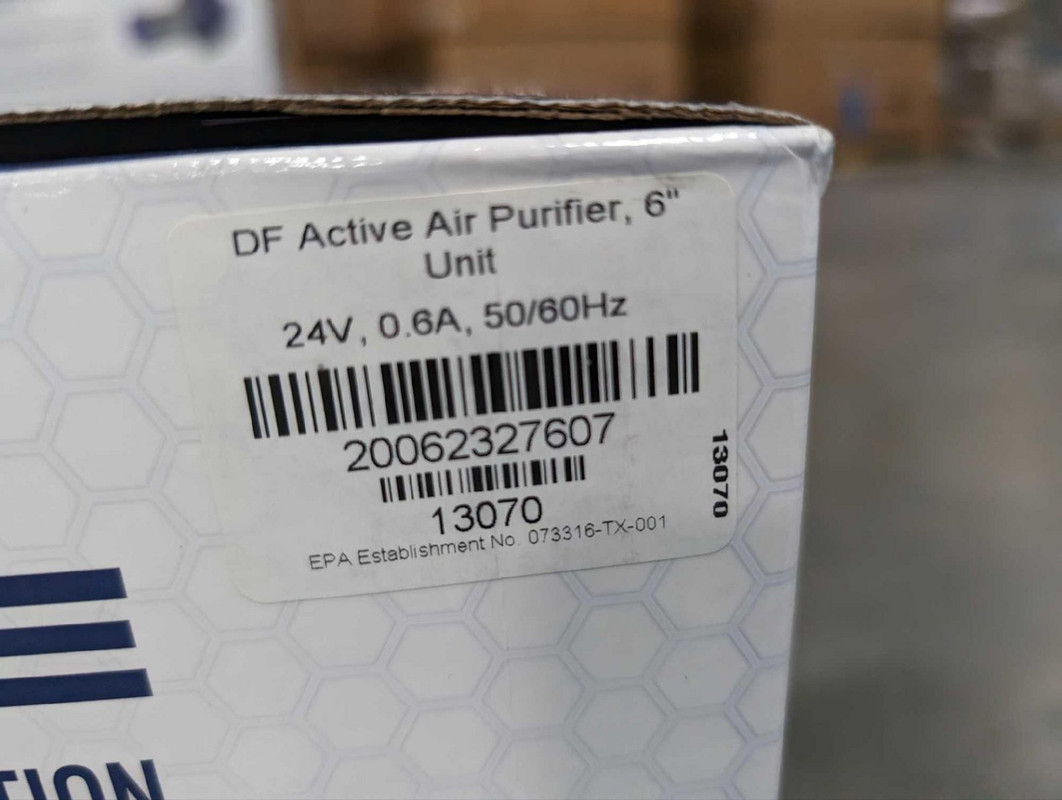 DF Active Air Purifier, 6"
Unit
24V, 0.6A, 50/60Hz
20062327607
13070
13070
EPA Establishment No. 073316-TX-001
TION